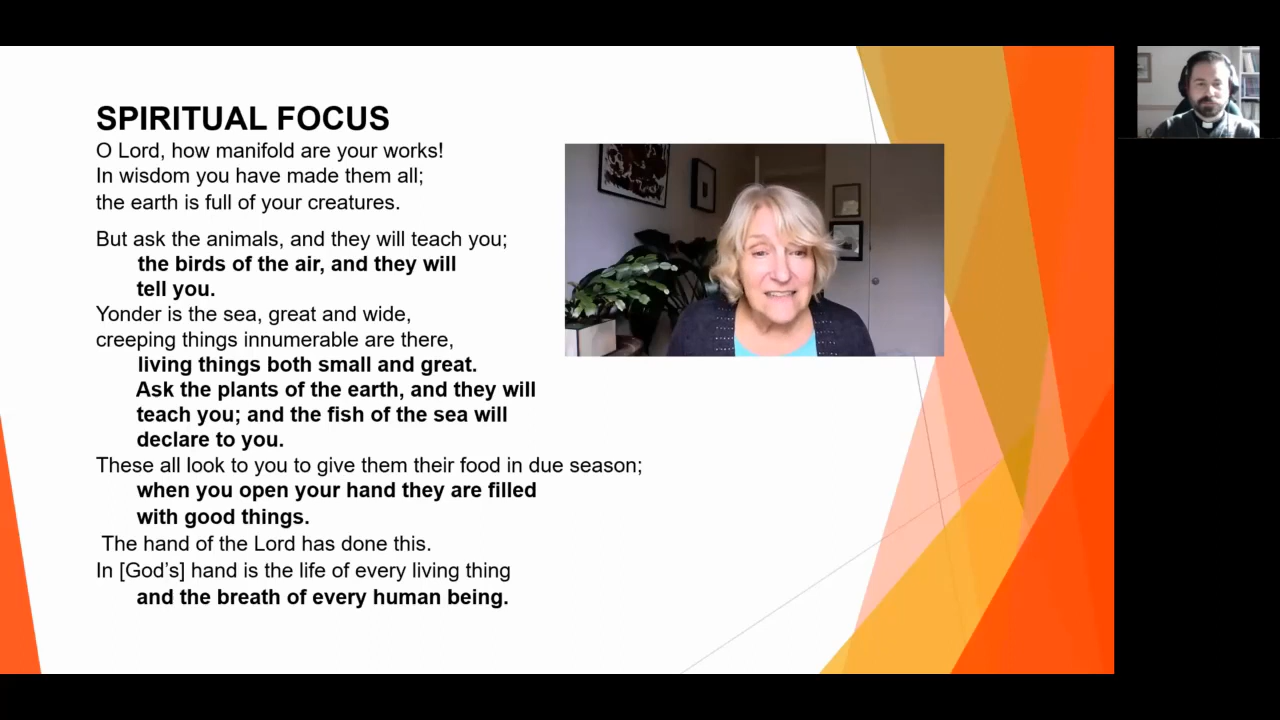 SPIRITUAL FOCUS
O Lord, how manifold are your works!
In wisdom you have made them all;
the earth is full of your creatures.
But ask the animals, and they will teach you;
the birds of the air, and they will
tell you.
Yonder is the sea, great and wide,
creeping things innumerable are there,
living things both small and great.
Ask the plants of the earth, and they will
teach you; and the fish of the sea will
declare to you.
These all look to you to give them their food in due season;
when you open your hand they are filled
with good things.
The hand of the Lord has done this.
In [God’s] hand is the life of every living thing
and the breath of every human being.